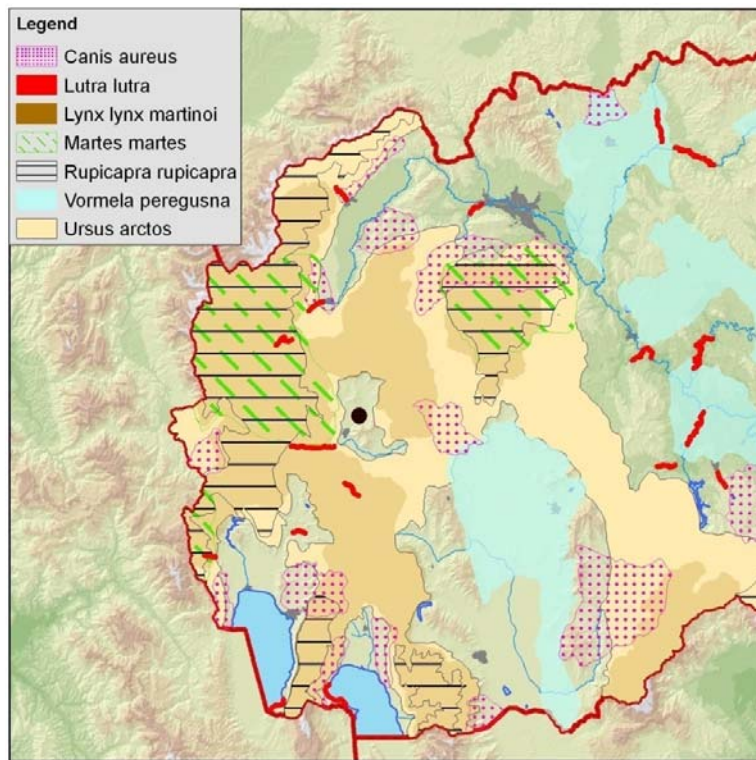 Legend
Canis aureus
Lutra lutra
Lynx lynx martinoi
Martes martes
Rupicapra rupicapra
Vormela peregusna
Ursus arctos